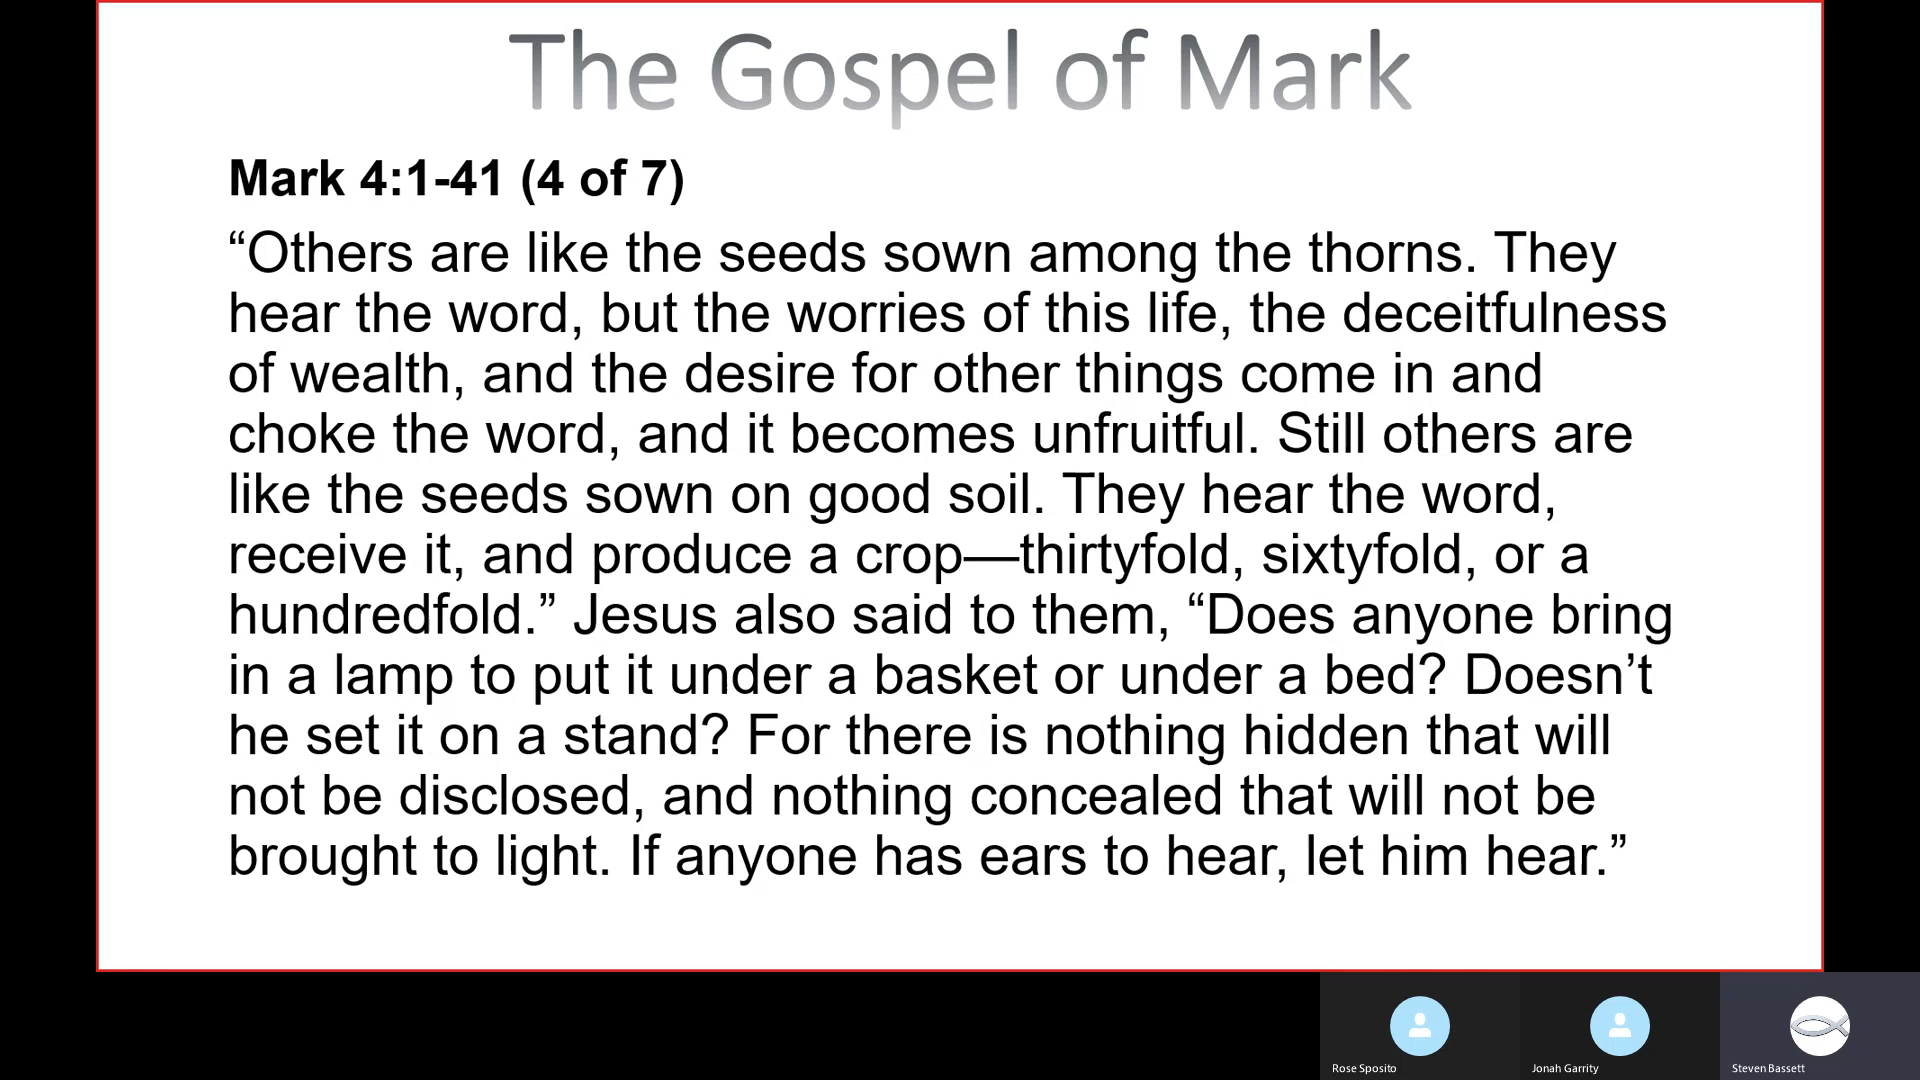 The Gospel of Mark
Mark 4:1-41 (4 of 7)
“Others are like the seeds sown among the thorns. They
hear the word, but the worries of this life, the deceitfulness
of wealth, and the desire for other things come in and
choke the word, and it becomes unfruitful. Still others are
like the seeds sown on good soil. They hear the word,
receive it, and produce a crop—thirtyfold, sixtyfold, or a
hundredfold.” Jesus also said to them, “Does anyone bring
in a lamp to put it under a basket or under a bed? Doesn’t
he set it on a stand? For there is nothing hidden that will
not be disclosed, and nothing concealed that will not be
brought to light. If anyone has ears to hear, let him hear.”
Rose Sposito
Jonah Garrity
Steven Bassett